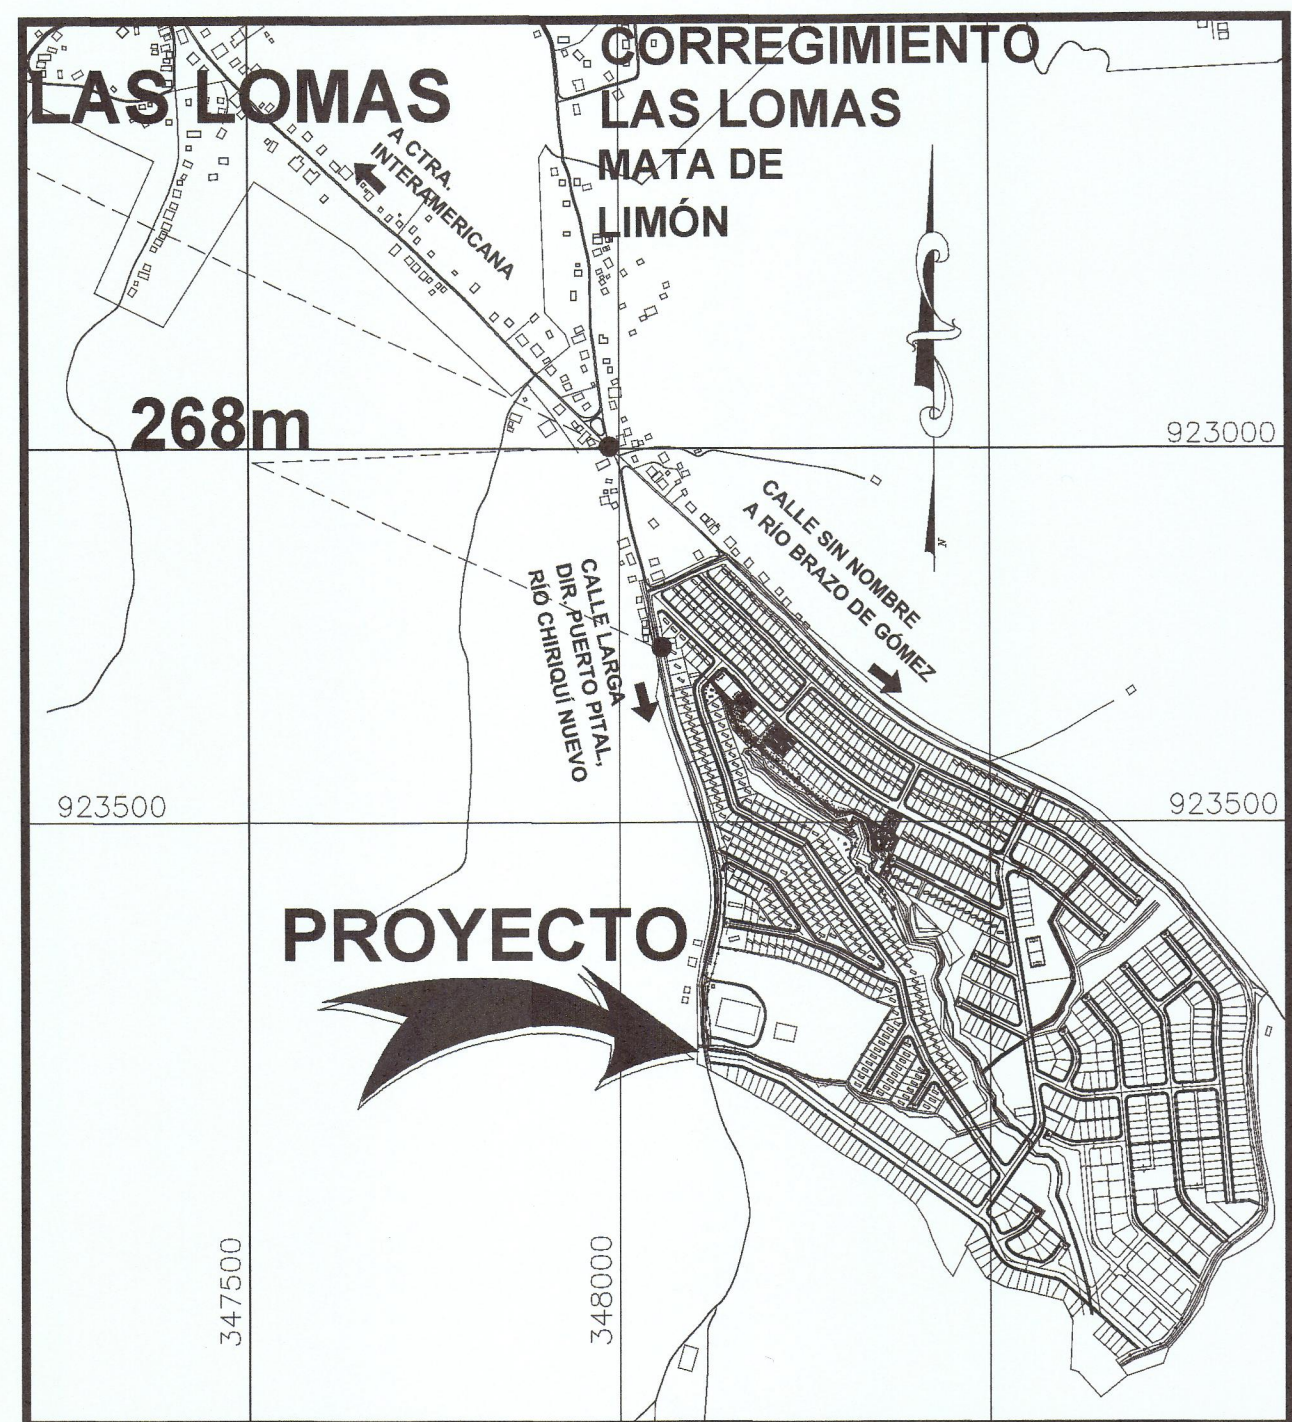 LAS LOMAS
CORREGIMIENTO
LAS LOMAS
MATA DE
LIMÓN
A CTRA.
INTERAMERICANA
268m
923000
N
CALLE SIN NOMBRE
A RÍO BRAZO DE GÓMEZ
CALLE LARGA
DIR, PUERTO PITAL,
RÍO CHIRIQUÍ NUEVO
923500
923500
PROYECTO
347500
348000